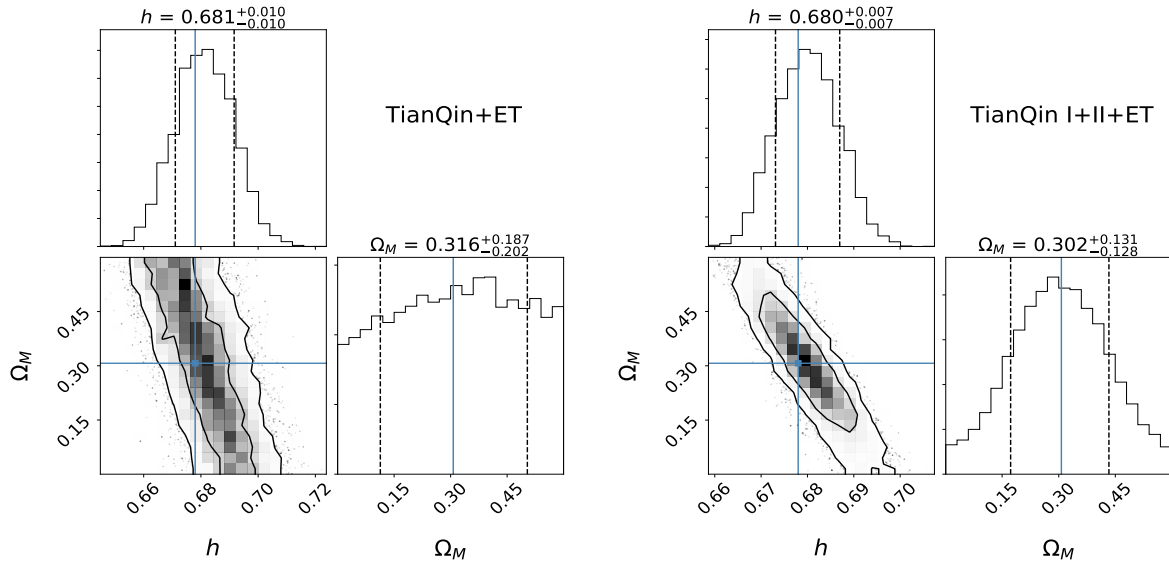 h = 0.681+0.010−0.010
TianQin+ET
Ω_M = 0.316+0.187−0.202
0.45
0.30
0.15
Ω_M
0.66
0.68
0.70
0.72
h
0.15
0.30
0.45
Ω_M
h = 0.680+0.007−0.007
TianQin I+II+ET
Ω_M = 0.302+0.131−0.128
0.45
0.30
0.15
Ω_M
0.66
0.67
0.68
0.69
0.70
h
0.15
0.30
0.45
Ω_M